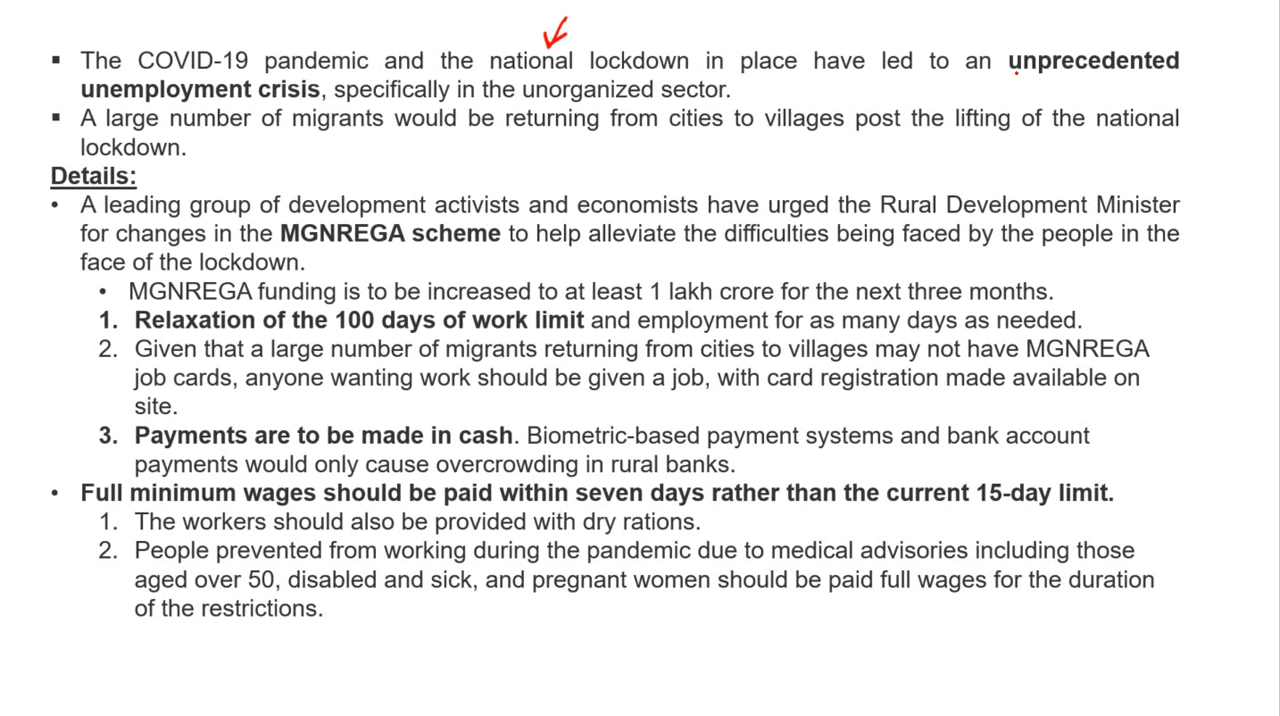 ▪ The COVID-19 pandemic and the national lockdown in place have led to an unprecedented
unemployment crisis, specifically in the unorganized sector.
▪ A large number of migrants would be returning from cities to villages post the lifting of the national
lockdown.
Details:
• A leading group of development activists and economists have urged the Rural Development Minister
for changes in the MGNREGA scheme to help alleviate the difficulties being faced by the people in the
face of the lockdown.
• MGNREGA funding is to be increased to at least 1 lakh crore for the next three months.
1. Relaxation of the 100 days of work limit and employment for as many days as needed.
2. Given that a large number of migrants returning from cities to villages may not have MGNREGA
job cards, anyone wanting work should be given a job, with card registration made available on
site.
3. Payments are to be made in cash. Biometric-based payment systems and bank account
payments would only cause overcrowding in rural banks.
• Full minimum wages should be paid within seven days rather than the current 15-day limit.
1. The workers should also be provided with dry rations.
2. People prevented from working during the pandemic due to medical advisories including those
aged over 50, disabled and sick, and pregnant women should be paid full wages for the duration
of the restrictions.